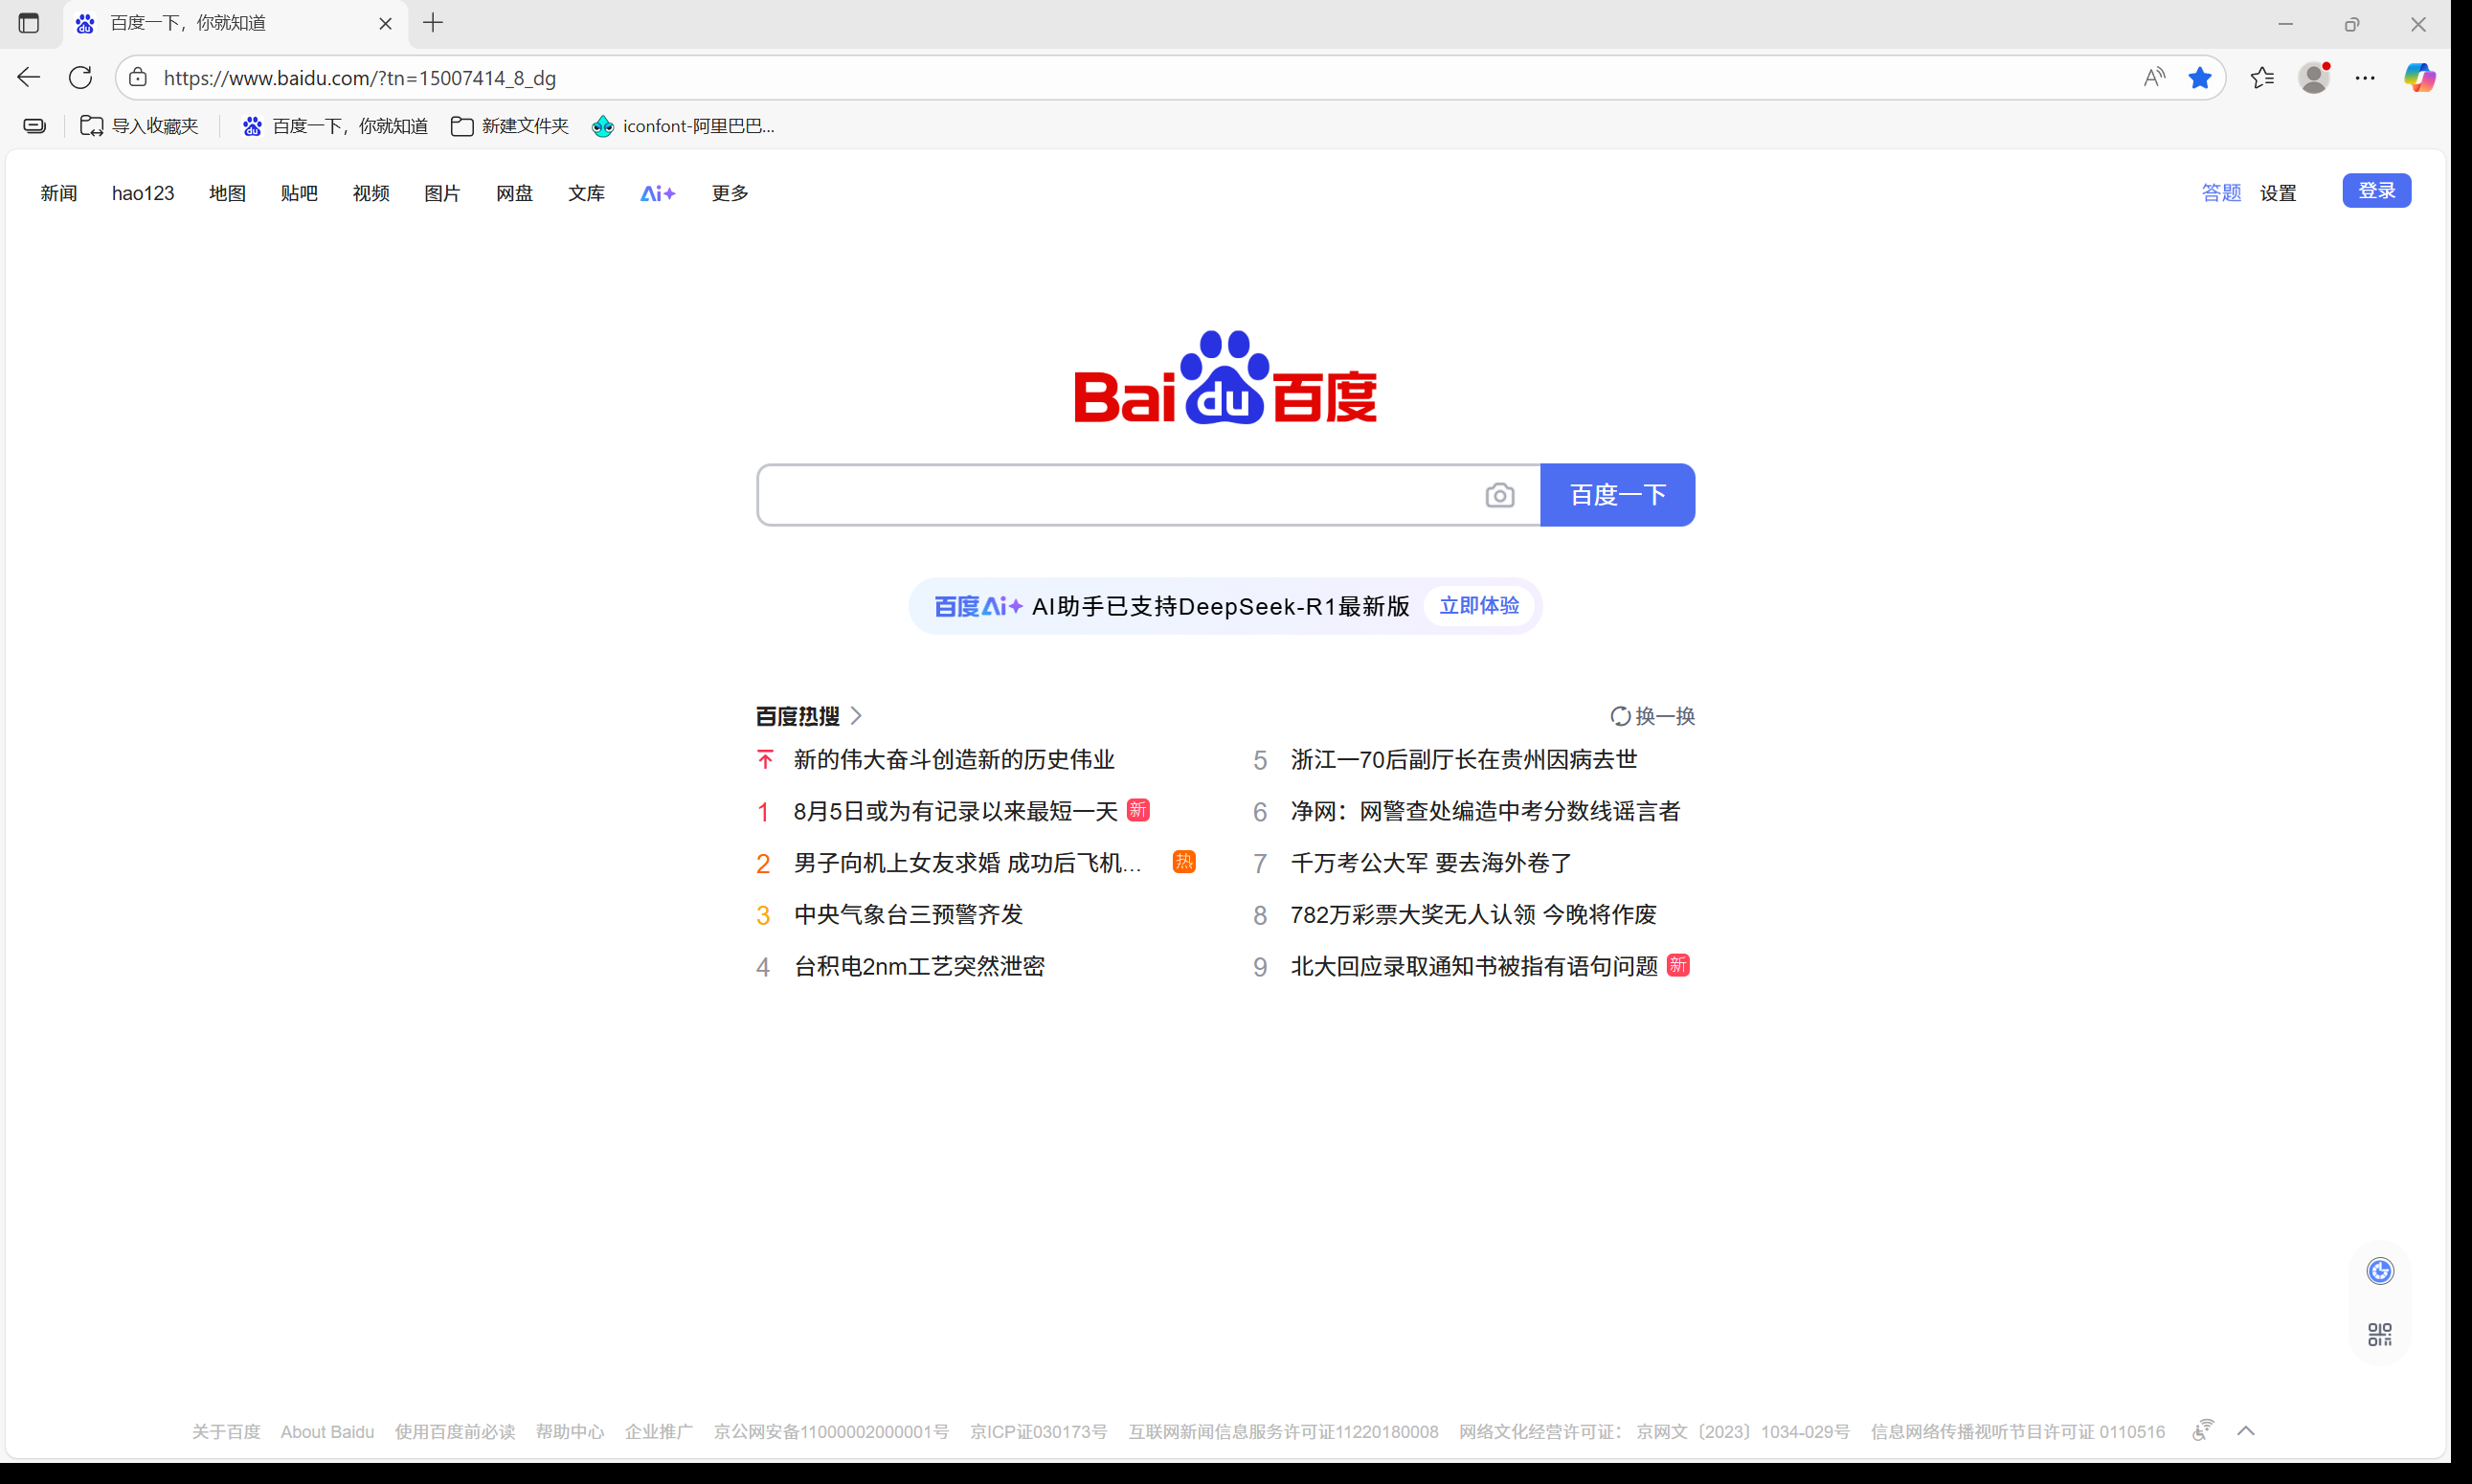 百度一下，你就知道
https://www.baidu.com/?tn=15007414_8_dg
导入收藏夹 百度一下，你就知道 新建文件夹 iconfont-阿里巴巴...
新闻 hao123 地图 贴吧 视频 图片 网盘 文库 Ai+ 更多 答题 设置 登录
Bai du 百度
百度一下
百度Ai+ AI助手已支持DeepSeek-R1最新版 立即体验
百度热搜 换一换
新的伟大奋斗创造新的历史伟业
1 8月5日或为有记录以来最短一天 新
2 男子向机上女友求婚 成功后飞机... 热
3 中央气象台三预警齐发
4 台积电2nm工艺突然泄密
5 浙江一70后副厅长在贵州因病去世
6 净网：网警查处编造中考分数线谣言者
7 千万考公大军 要去海外卷了
8 782万彩票大奖无人认领 今晚将作废
9 北大回应录取通知书被指有语句问题 新
关于百度 About Baidu 使用百度前必读 帮助中心 企业推广 京公网安备11000002000001号 京ICP证030173号 互联网新闻信息服务许可证11220180008 网络文化经营许可证： 京网文〔2023〕1034-029号 信息网络传播视听节目许可证 0110516